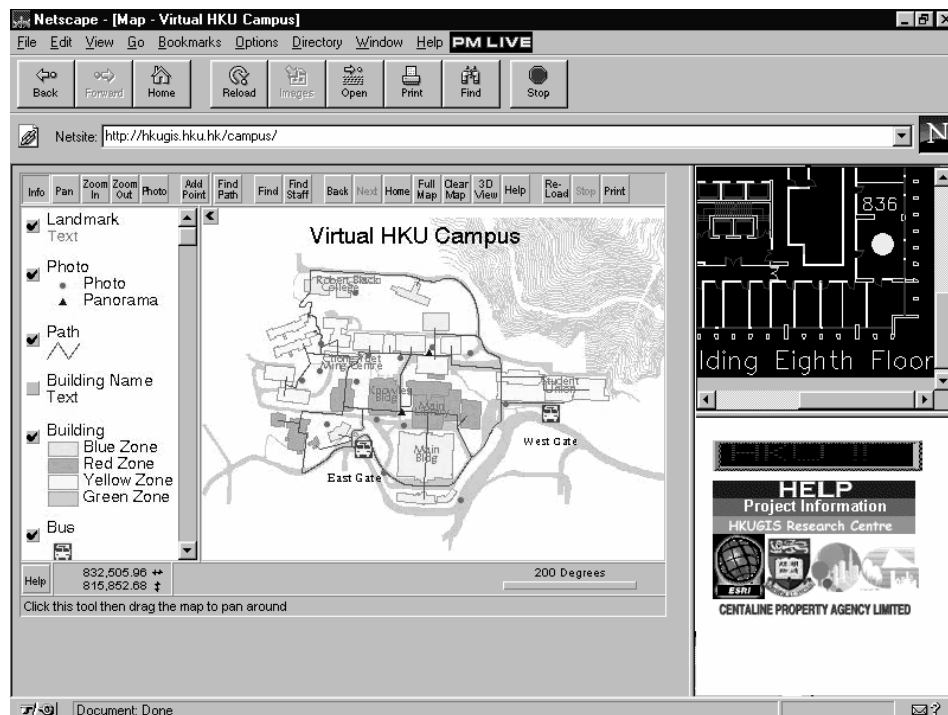 Netscape - [Map - Virtual HKU Campus]
File Edit View Go Bookmarks Options Directory Window Help PM LIVE
Back Forward Home Reload Images Open Print Find Stop
Netsite: http://hkugis.hku.hk/campus/
N
Info Pan Zoom In Zoom Out Photo Add Point Find Path Find Find Staff Back Next Home Full Map Clear Map 3D View Help Re-Load Stop Print
Landmark
Text
Photo
Photo
Panorama
Path
Building Name
Text
Building
Blue Zone
Red Zone
Yellow Zone
Green Zone
Bus
Virtual HKU Campus
Robert Black
College
Ming Centre
Student
Union
Knowles
Bldg
Main
Main
Bldg
West Gate
East Gate
836
lding Eighth Floor
HKU
HELP
Project Information
HKUGIS Research Centre
ESRI
CENTALINE PROPERTY AGENCY LIMITED
Help
832,505.96
815,852.68
200 Degrees
Click this tool then drag the map to pan around
Document: Done